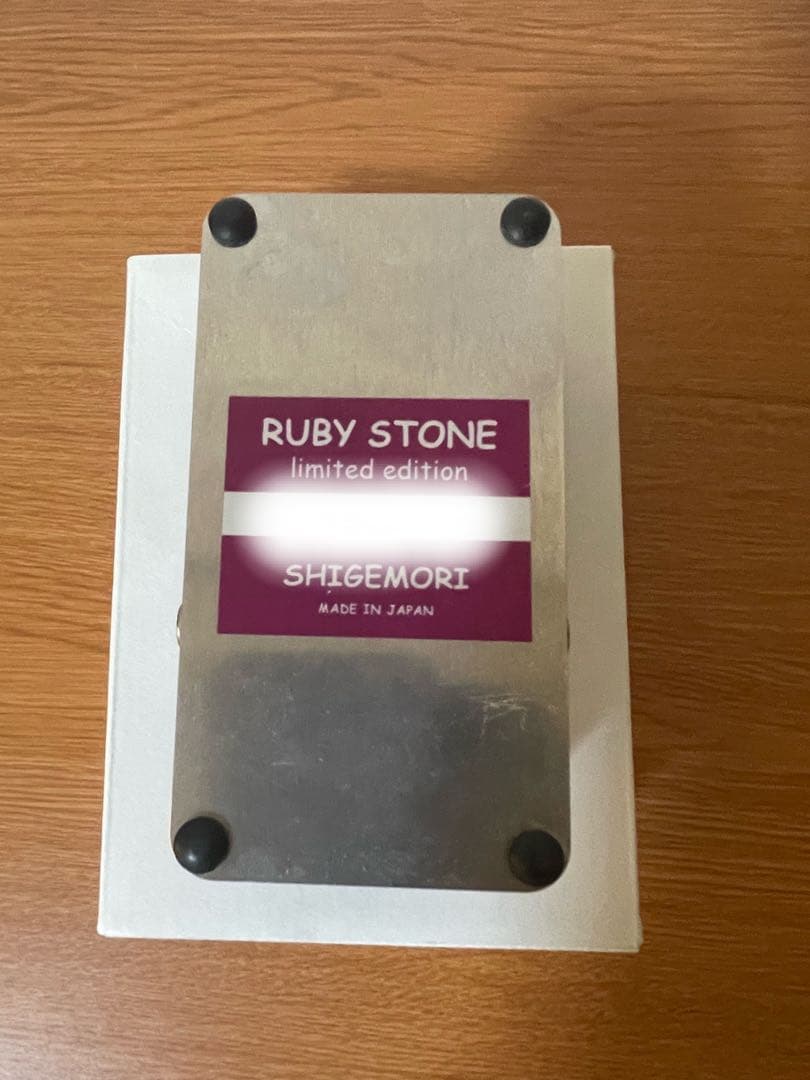 RUBY STONE
limited edition
SHIGEMORI
MADE IN JAPAN